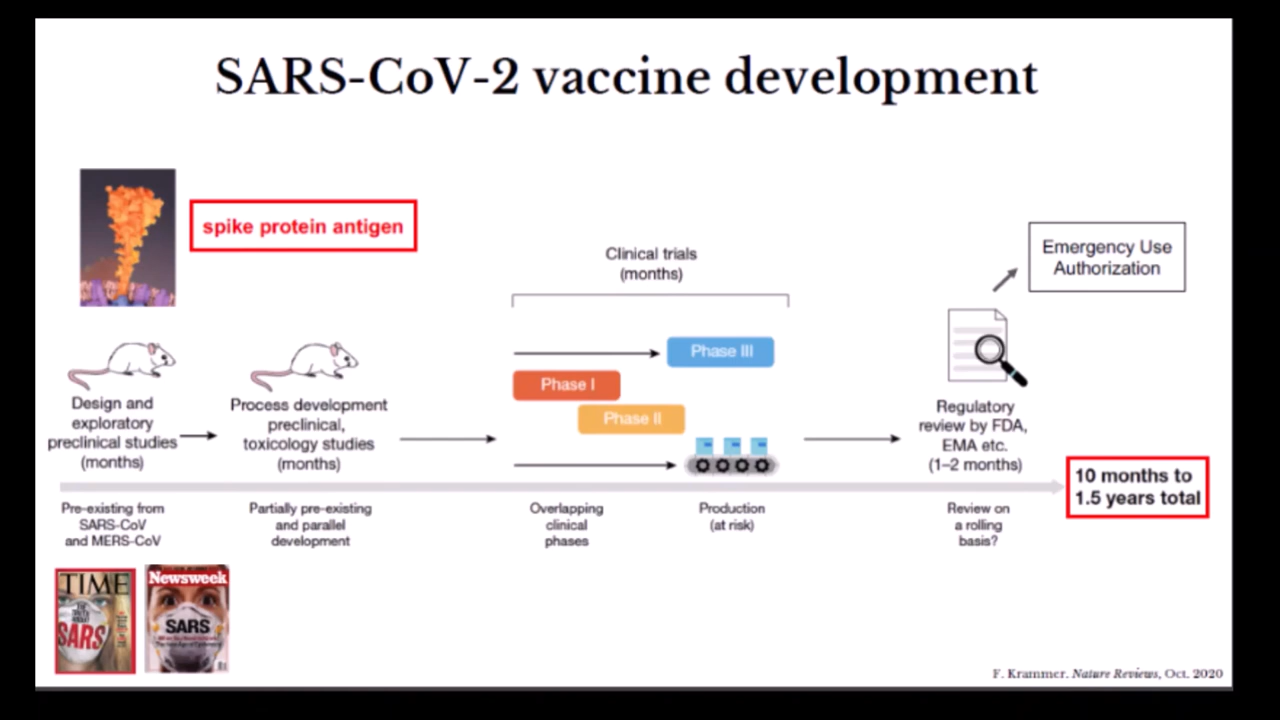 SARS-CoV-2 vaccine development
spike protein antigen
Clinical trials
(months)
Emergency Use
Authorization
Phase III
Phase I
Phase II
Design and
exploratory
preclinical studies
(months)
Process development
preclinical,
toxicology studies
(months)
Regulatory
review by FDA,
EMA etc.
(1–2 months)
10 months to
1.5 years total
Pre-existing from
SARS-CoV
and MERS-CoV
Partially pre-existing
and parallel
development
Overlapping
clinical
phases
Production
(at risk)
Review on
a rolling
basis?
TIME
THE
TRUTH
ABOUT
SARS
Newsweek
SARS
F. Krammer. Nature Reviews, Oct. 2020